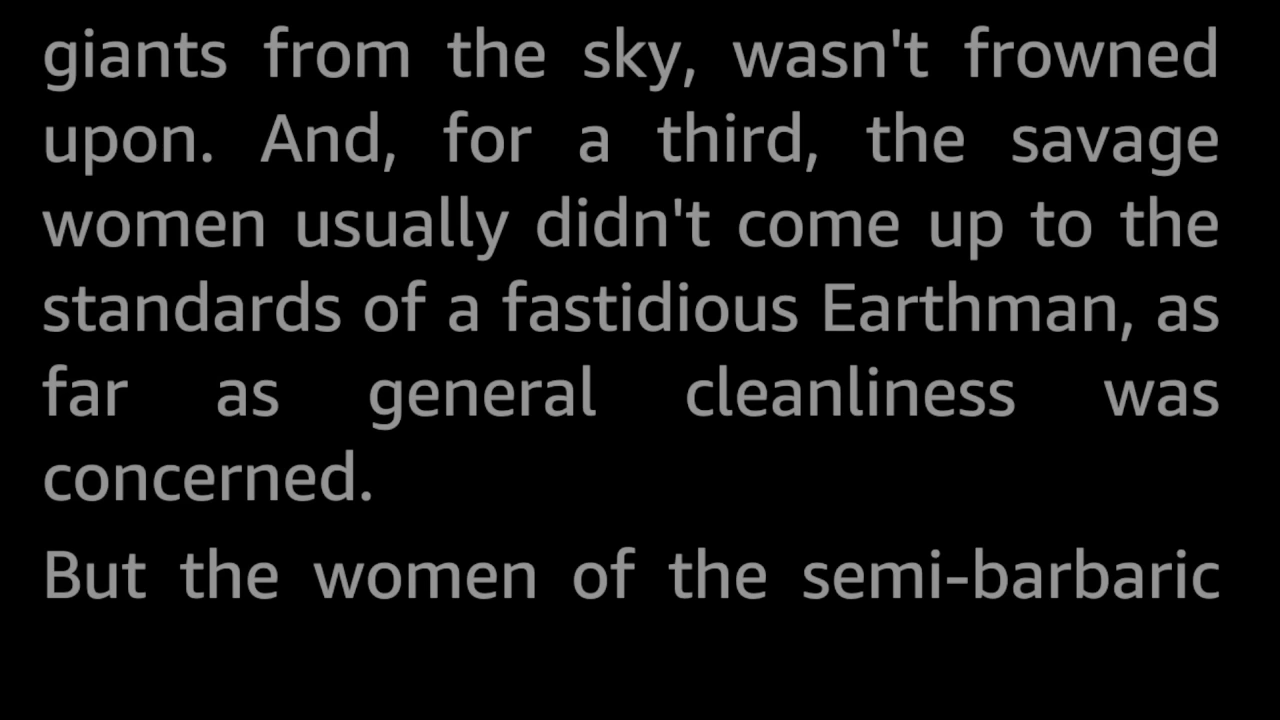 giants from the sky, wasn't frowned
upon. And, for a third, the savage
women usually didn't come up to the
standards of a fastidious Earthman, as
far as general cleanliness was
concerned.
But the women of the semi-barbaric